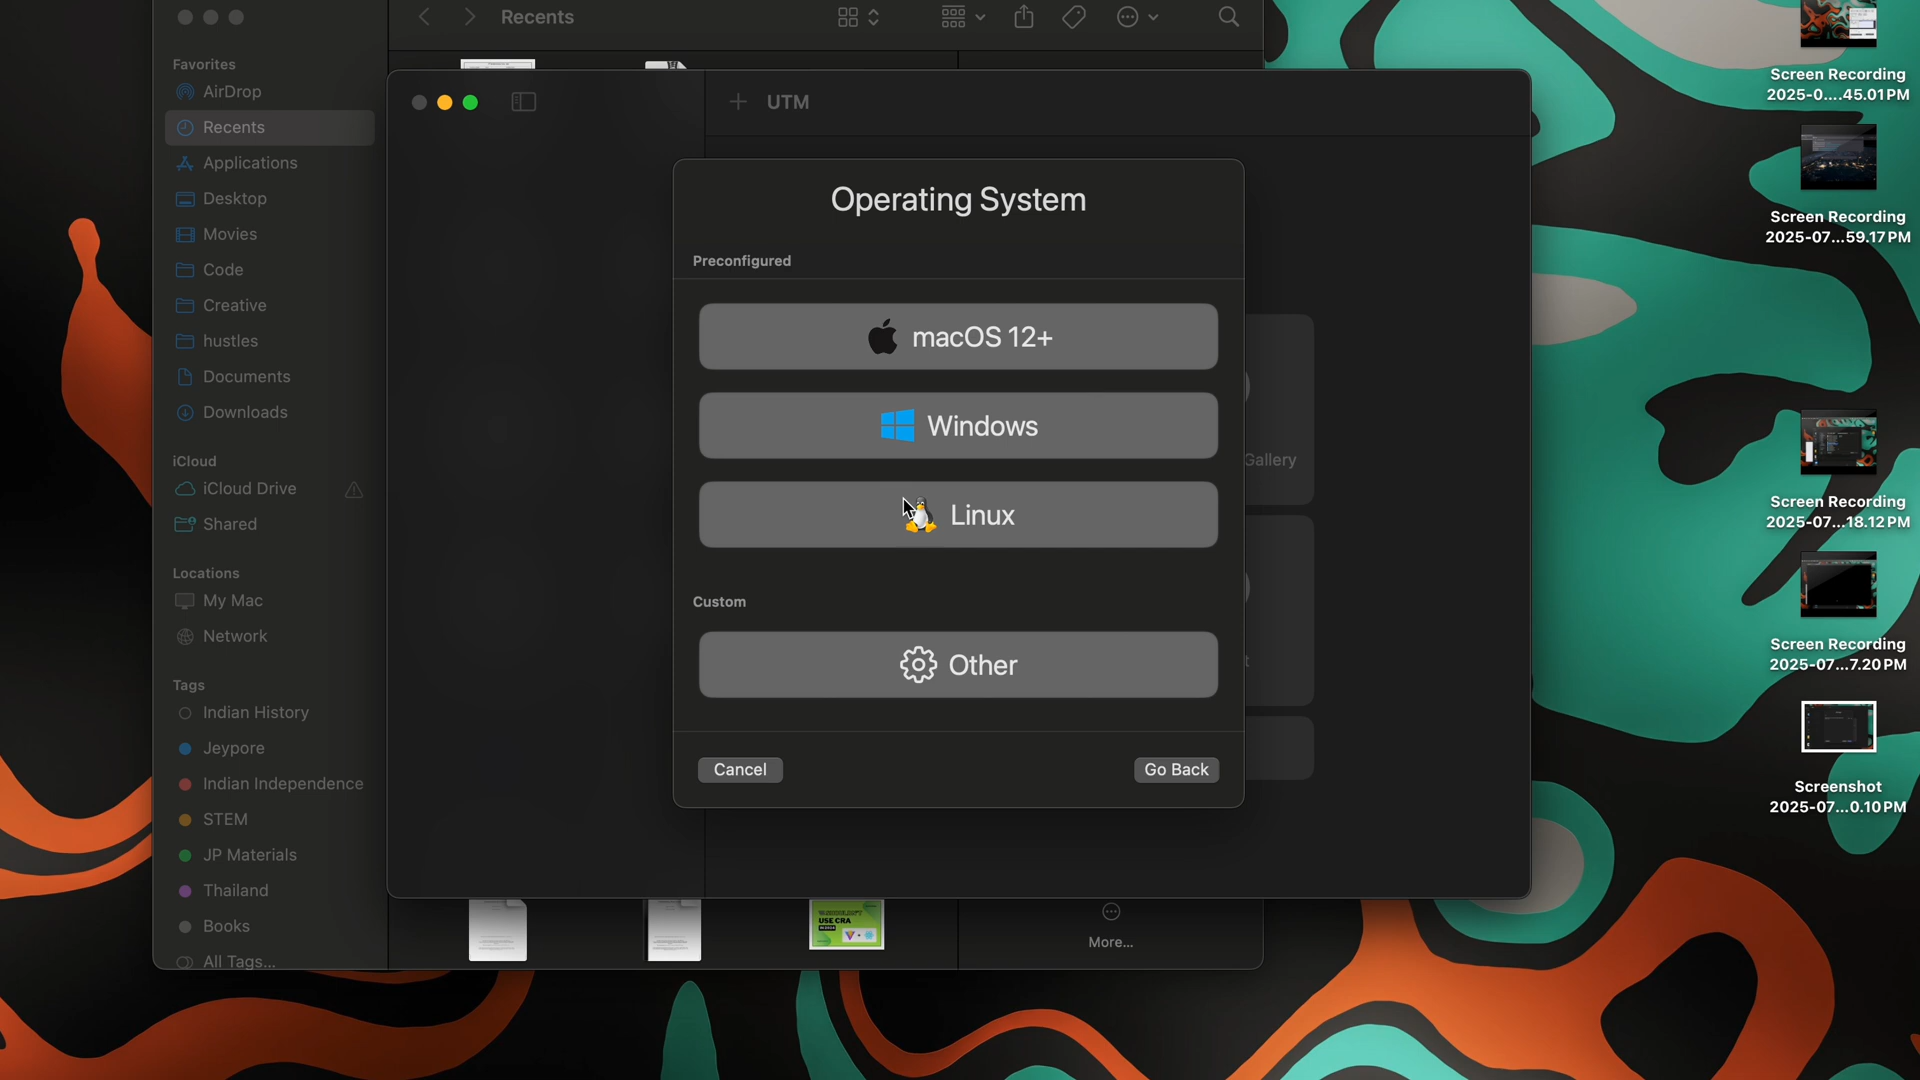 Recents
Favorites
AirDrop
Recents
Applications
Desktop
Movies
Code
Creative
hustles
Documents
Downloads
iCloud
iCloud Drive
Shared
Locations
My Mac
Network
Tags
Indian History
Jeypore
Indian Independence
STEM
JP Materials
Thailand
Books
All Tags...
UTM
Operating System
Preconfigured
macOS 12+
Windows
Linux
Custom
Other
Cancel
Go Back
Gallery
USE CRA
More...
Screen Recording
2025-0....45.01 PM
Screen Recording
2025-07...59.17 PM
Screen Recording
2025-07...18.12 PM
Screen Recording
2025-07...7.20 PM
Screenshot
2025-07...0.10 PM